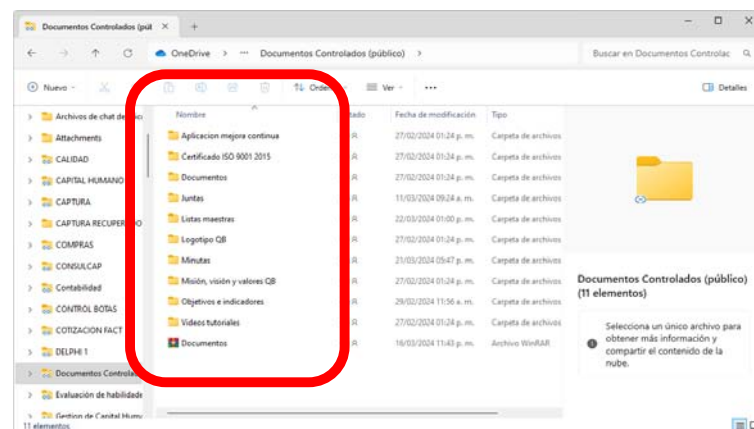 Documentos Controlados (púb
OneDrive > ··· Documentos Controlados (público) >
Buscar en Documentos Controlac
Nuevo
Ver
Detalles
Archivos de chat de
Attachments
CALIDAD
CAPITAL HUMANO
CAPTURA
CAPTURA
COMPRAS
CONSULCAP
Contabilidad
CONTROL BOTAS
COTIZACION FACT
DELPHI 1
Documentos
Evaluación de habilidade
Gestion de Capital
11 elementos
Nombre
Fecha de modificación
Tipo
Aplicacion mejora continua R 27/02/2024 01:24 p. m. Carpeta de archivos
Certificado ISO 9001 2015 R 27/02/2024 01:24 p. m. Carpeta de archivos
Documentos R 27/02/2024 01:24 p. m. Carpeta de archivos
Juntas R 11/03/2024 09:24 a. m. Carpeta de archivos
Listas maestras R 22/03/2024 01:00 p. m. Carpeta de archivos
Logotipo QB R 27/02/2024 01:24 p. m. Carpeta de archivos
Minutas R 21/03/2024 05:47 p. m. Carpeta de archivos
Misión, visión y valores QB R 27/02/2024 01:24 p. m. Carpeta de archivos
Objetivos e indicadores R 29/02/2024 11:56 a. m. Carpeta de archivos
Videos tutoriales R 27/02/2024 01:24 p. m. Carpeta de archivos
Documentos R 16/03/2024 11:43 p. m. Archivo WinRAR
Documentos Controlados (público)
(11 elementos)
Selecciona un único archivo para
obtener más información y
compartir el contenido de la
nube.